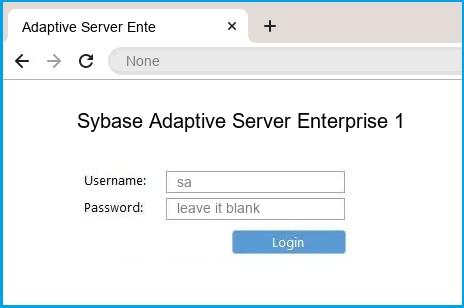 Adaptive Server Ente
None
Sybase Adaptive Server Enterprise 1
Username: sa
Password: leave it blank
Login